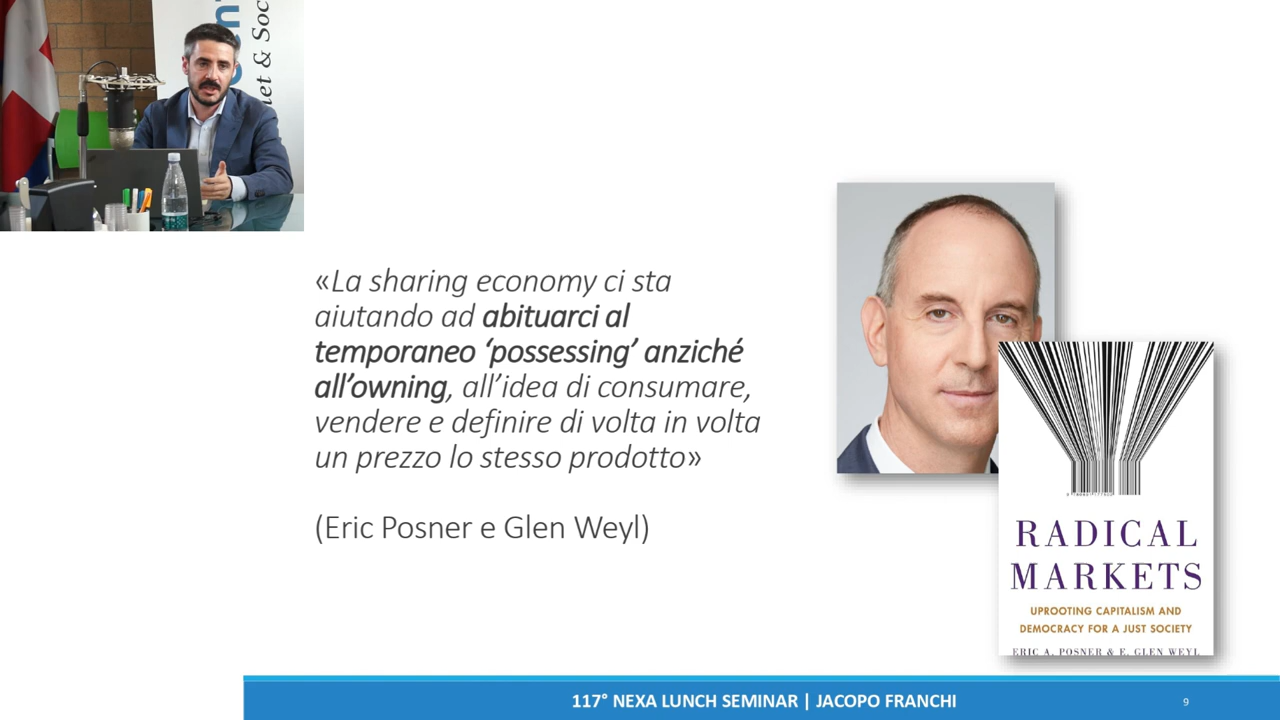 et & Soc
«La sharing economy ci sta
aiutando ad abituarci al
temporaneo ‘possessing’ anziché
all’owning, all’idea di consumare,
vendere e definire di volta in volta
un prezzo lo stesso prodotto»
(Eric Posner e Glen Weyl)
RADICAL
MARKETS
UPROOTING CAPITALISM AND
DEMOCRACY FOR A JUST SOCIETY
ERIC A. POSNER & E. GLEN WEYL
117° NEXA LUNCH SEMINAR | JACOPO FRANCHI
9